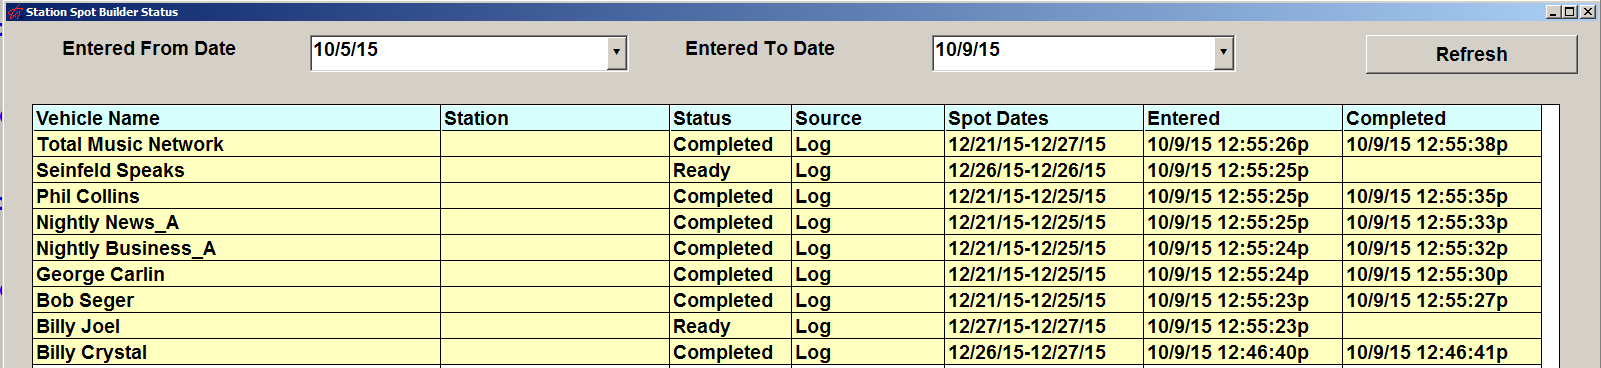 Station Spot Builder Status
Entered From Date 10/5/15 Entered To Date 10/9/15 Refresh
Vehicle Name Station Status Source Spot Dates Entered Completed
Total Music Network Completed Log 12/21/15-12/27/15 10/9/15 12:55:26p 10/9/15 12:55:38p
Seinfeld Speaks Ready Log 12/26/15-12/26/15 10/9/15 12:55:25p
Phil Collins Completed Log 12/21/15-12/25/15 10/9/15 12:55:25p 10/9/15 12:55:35p
Nightly News_A Completed Log 12/21/15-12/25/15 10/9/15 12:55:25p 10/9/15 12:55:33p
Nightly Business_A Completed Log 12/21/15-12/25/15 10/9/15 12:55:24p 10/9/15 12:55:32p
George Carlin Completed Log 12/21/15-12/25/15 10/9/15 12:55:24p 10/9/15 12:55:30p
Bob Seger Completed Log 12/21/15-12/25/15 10/9/15 12:55:23p 10/9/15 12:55:27p
Billy Joel Ready Log 12/27/15-12/27/15 10/9/15 12:55:23p
Billy Crystal Completed Log 12/26/15-12/27/15 10/9/15 12:46:40p 10/9/15 12:46:41p